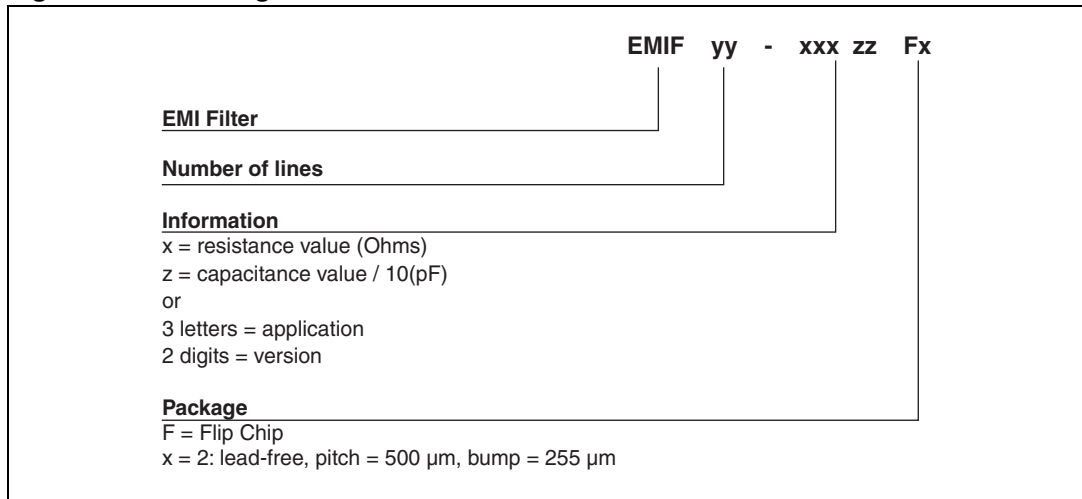 EMIF yy - xxx zz Fx
EMI Filter
Number of lines
Information
x = resistance value (Ohms)
z = capacitance value / 10(pF)
or
3 letters = application
2 digits = version
Package
F = Flip Chip
x = 2: lead-free, pitch = 500 µm, bump = 255 µm